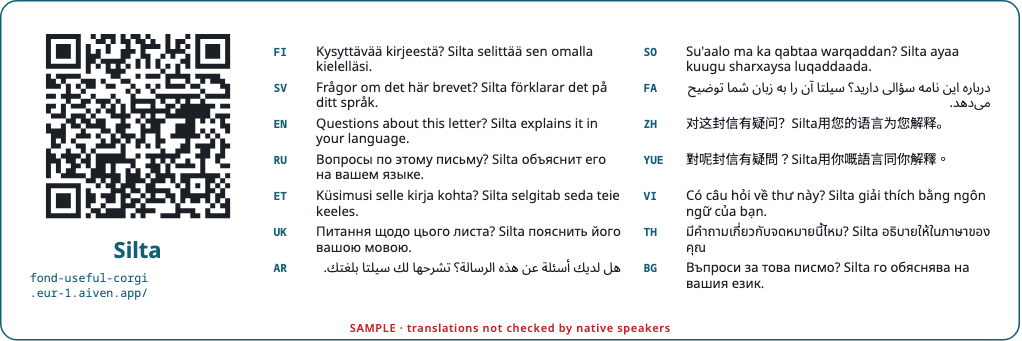 Silta
fond-useful-corgi
.eur-1.aiven.app/
FI Kysyttävää kirjeestä? Silta selittää sen omalla
kielelläsi.
SV Frågor om det här brevet? Silta förklarar det på
ditt språk.
EN Questions about this letter? Silta explains it in
your language.
RU Вопросы по этому письму? Silta объяснит его
на вашем языке.
ET Küsimusi selle kirja kohta? Silta selgitab seda teie
keeles.
UK Питання щодо цього листа? Silta пояснить його
вашою мовою.
AR هل لديك أسئلة عن هذه الرسالة؟ تشرحها لك سيلتا بلغتك.
SO Su'aalo ma ka qabtaa warqaddan? Silta ayaa
kuugu sharxaysa luqaddaada.
FA درباره این نامه سؤالی دارید؟ سیلتا آن را به زبان شما توضیح
می‌دهد.
ZH 对这封信有疑问？Silta用您的语言为您解释。
YUE 對呢封信有疑問？Silta用你嘅語言同你解釋。
VI Có câu hỏi về thư này? Silta giải thích bằng ngôn
ngữ của bạn.
TH มีคำถามเกี่ยวกับจดหมายนี้ไหม? Silta อธิบายให้ในภาษาของ
คุณ
BG Въпроси за това писмо? Silta го обяснява на
вашия език.
SAMPLE · translations not checked by native speakers